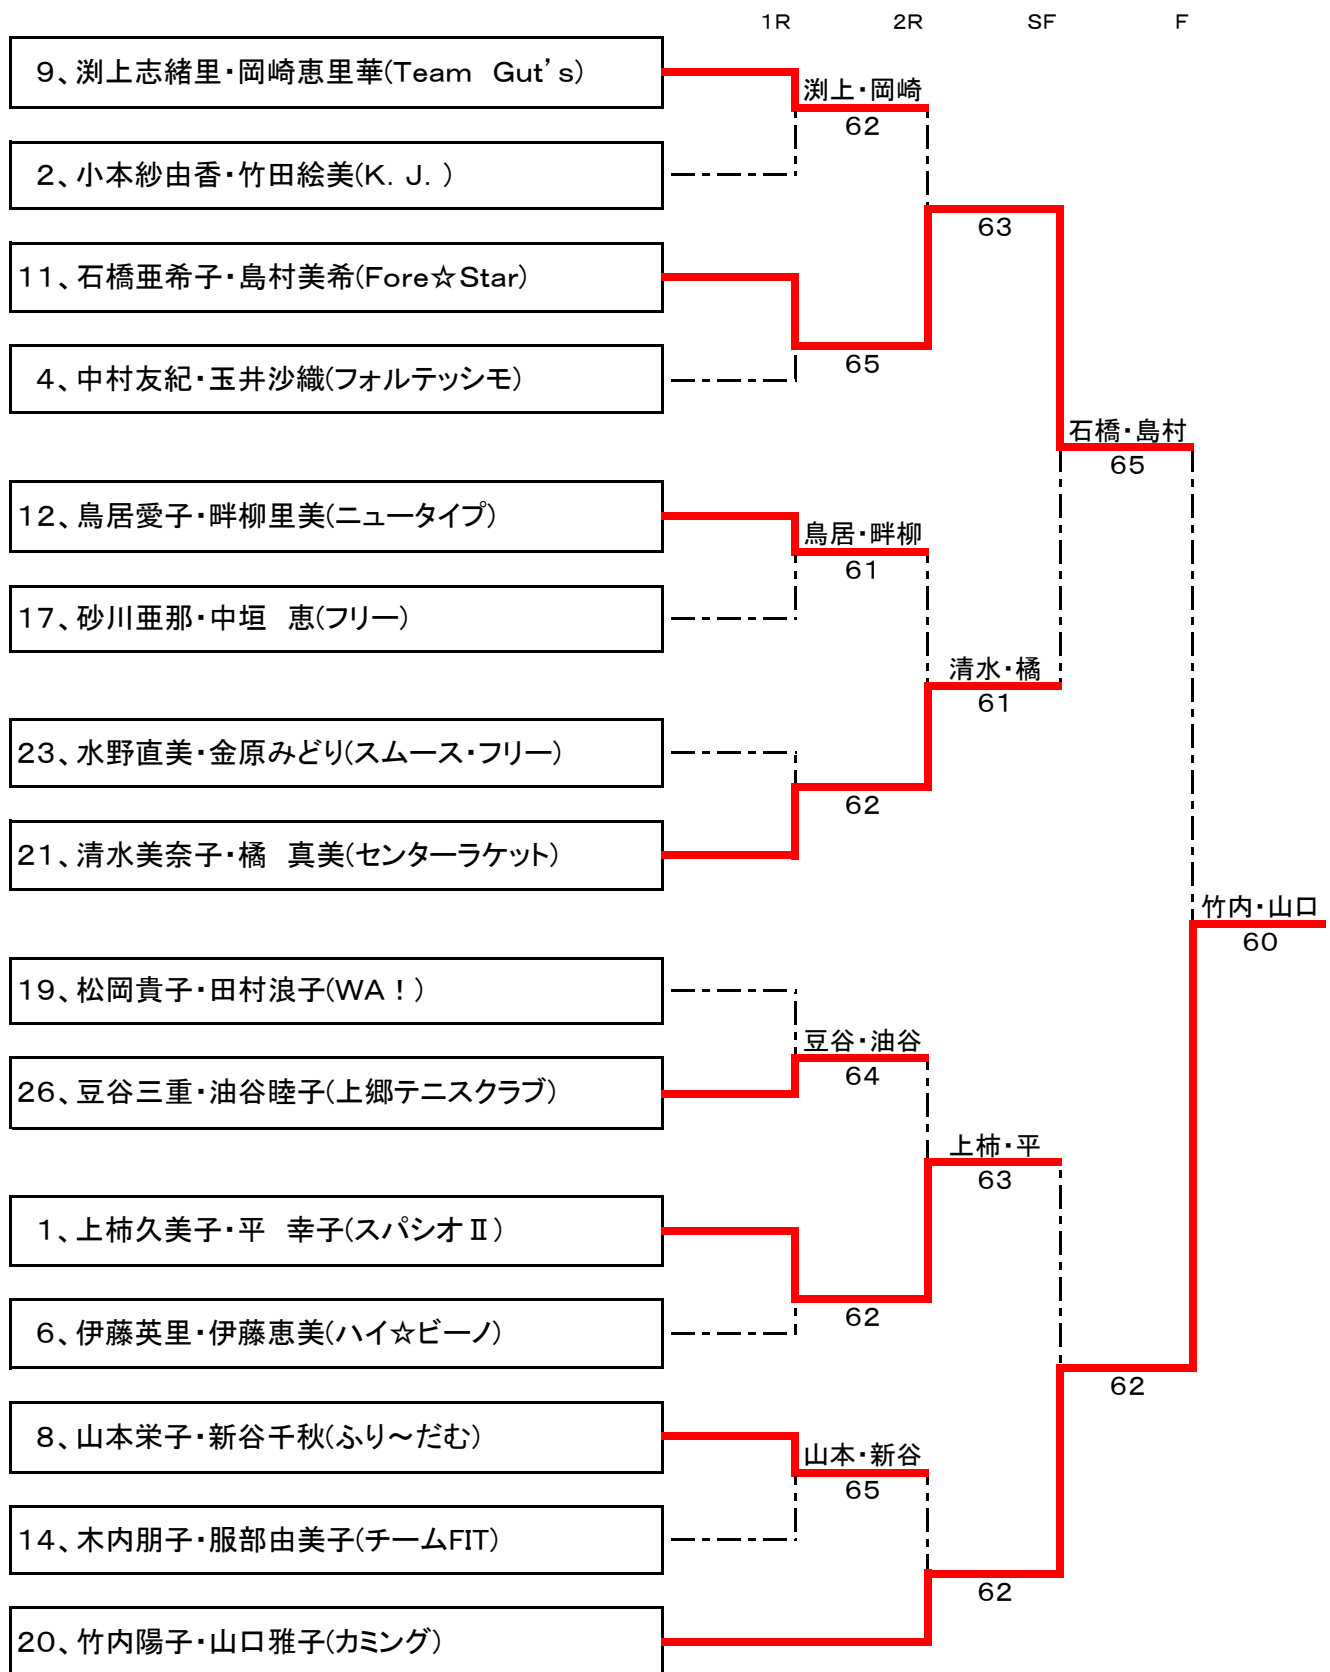 1R 2R SF F
9、渕上志緒里・岡崎恵里華(Team Gut's)
渕上・岡崎
62
2、小本紗由香・竹田絵美(K. J. )
63
11、石橋亜希子・島村美希(Fore☆Star)
65
4、中村友紀・玉井沙織(フォルテッシモ)
石橋・島村
65
12、鳥居愛子・畔柳里美(ニュータイプ)
鳥居・畔柳
61
17、砂川亜那・中垣 恵(フリー)
清水・橘
61
23、水野直美・金原みどり(スムース・フリー)
62
21、清水美奈子・橘 真美(センターラケット)
竹内・山口
60
19、松岡貴子・田村浪子(WA!)
豆谷・油谷
64
26、豆谷三重・油谷睦子(上郷テニスクラブ)
上柿・平
63
1、上柿久美子・平 幸子(スパシオⅡ)
62
6、伊藤英里・伊藤恵美(ハイ☆ビーノ)
62
8、山本栄子・新谷千秋(ふり~だむ)
山本・新谷
65
14、木内朋子・服部由美子(チームFIT)
62
20、竹内陽子・山口雅子(カミング)